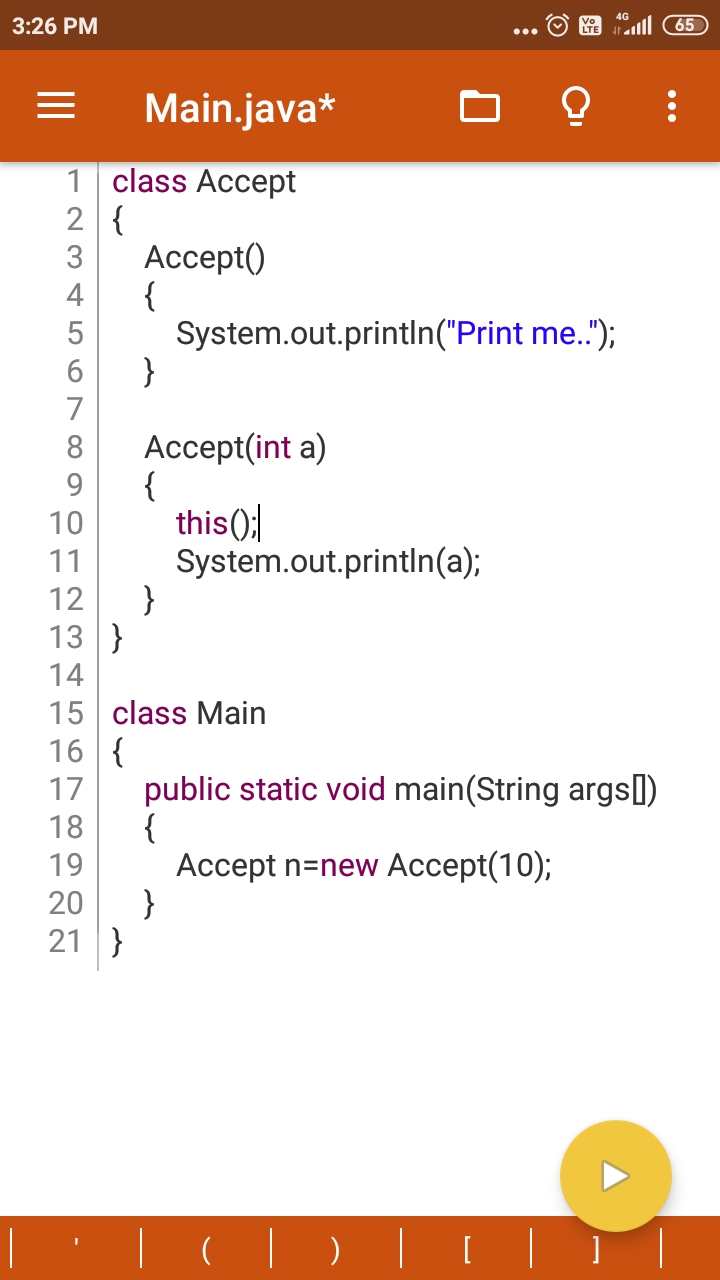 3:26 PM
Vo LTE 4G 65
Main.java*
1 class Accept
2 {
3 Accept()
4 {
5 System.out.println("Print me..");
6 }
7
8 Accept(int a)
9 {
10 this();
11 System.out.println(a);
12 }
13 }
14
15 class Main
16 {
17 public static void main(String args[])
18 {
19 Accept n=new Accept(10);
20 }
21 }
' ( ) [ ]